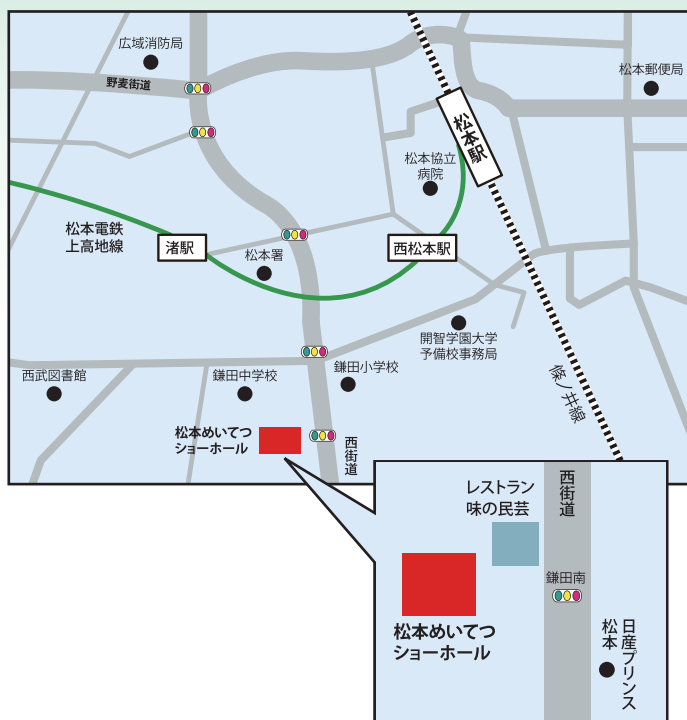 広域消防局
野麦街道
松本郵便局
松本駅
松本協立
病院
松本電鉄
上高地線
渚駅
松本署
西松本駅
開智学園大学
予備校事務局
西武図書館
鎌田中学校
鎌田小学校
篠ノ井線
松本めいてつ
ショーホール
西街道
レストラン
味の民芸
西街道
鎌田南
松本めいてつ
ショーホール
日産プリンス
松本